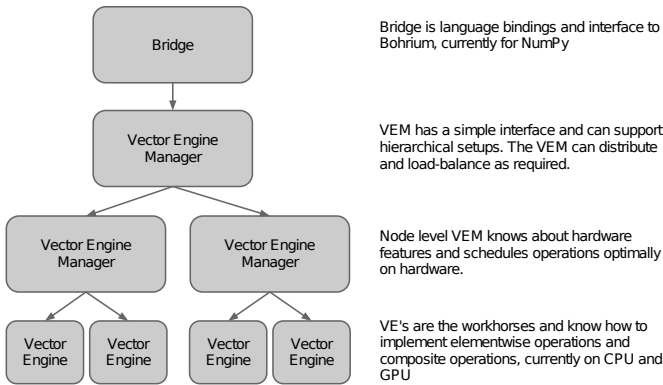 Bridge
Bridge is language bindings and interface to
Bohrium, currently for NumPy
Vector Engine
Manager
VEM has a simple interface and can support
hierarchical setups. The VEM can distribute
and load-balance as required.
Vector Engine
Manager
Vector Engine
Manager
Node level VEM knows about hardware
features and schedules operations optimally
on hardware.
Vector
Engine
Vector
Engine
Vector
Engine
Vector
Engine
VE's are the workhorses and know how to
implement elementwise operations and
composite operations, currently on CPU and
GPU